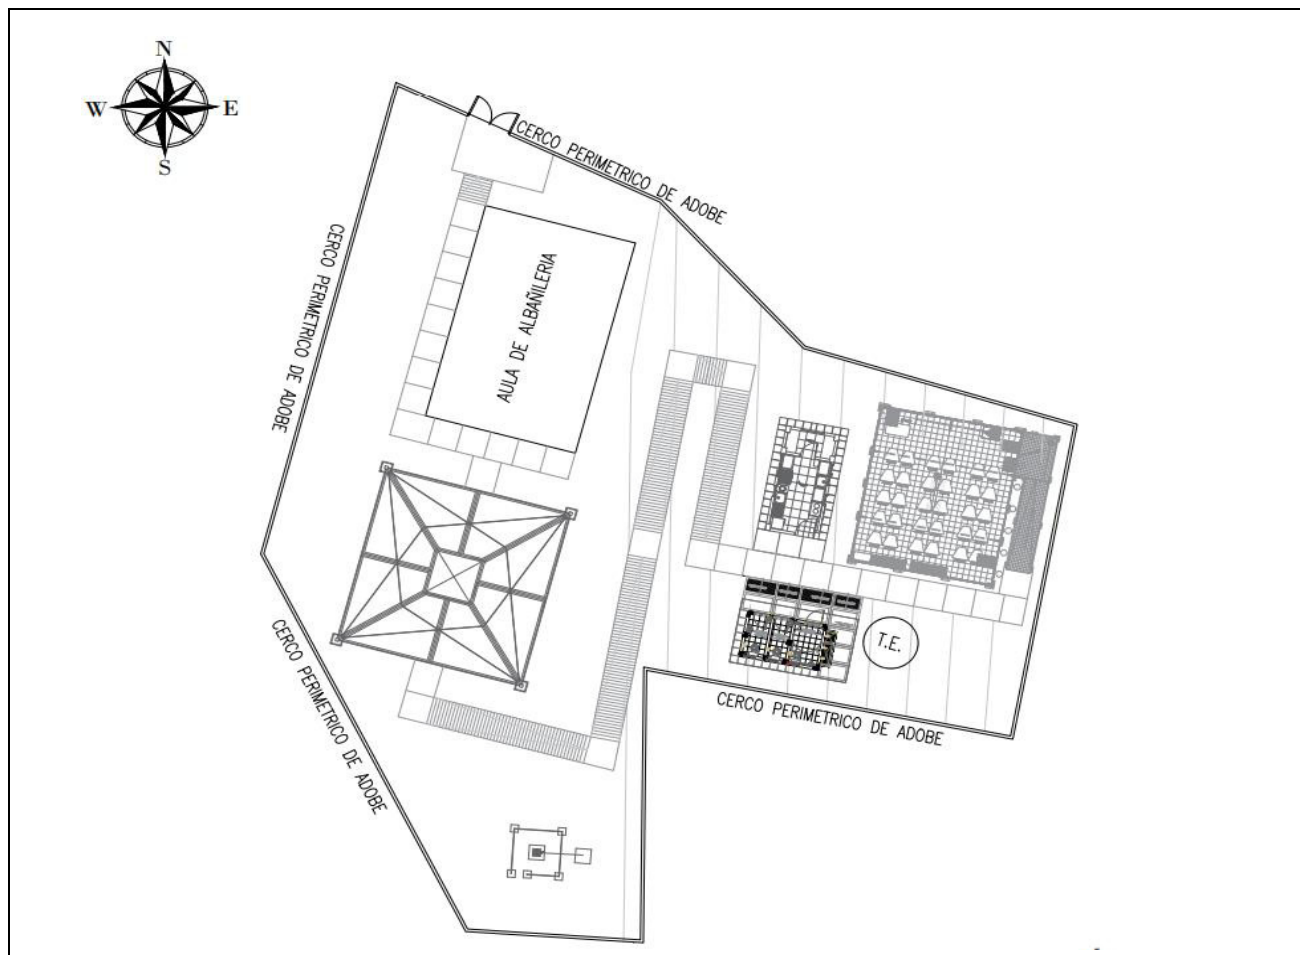 N
W E
S
CERCO PERIMETRICO DE ADOBE
CERCO PERIMETRICO DE ADOBE
AULA DE ALBAÑILERIA
T.E.
CERCO PERIMETRICO DE ADOBE
CERCO PERIMETRICO DE ADOBE